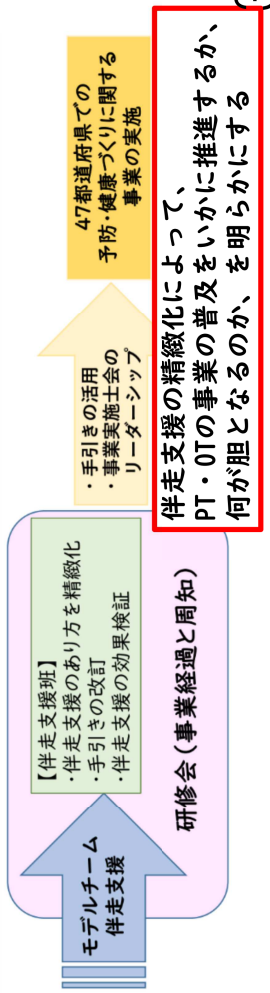 モデルチーム
伴走支援
【伴走支援班】
・伴走支援のあり方を精緻化
・手引きの改訂
・伴走支援の効果検証
研修会（事業経過と周知）
・手引きの活用
・事業実施士会の
リーダーシップ
47都道府県での
予防・健康づくりに関する
事業の実施
伴走支援の精緻化によって、
PT・OTの事業の普及をいかに推進するか、
何が胆となるのか、を明らかにする